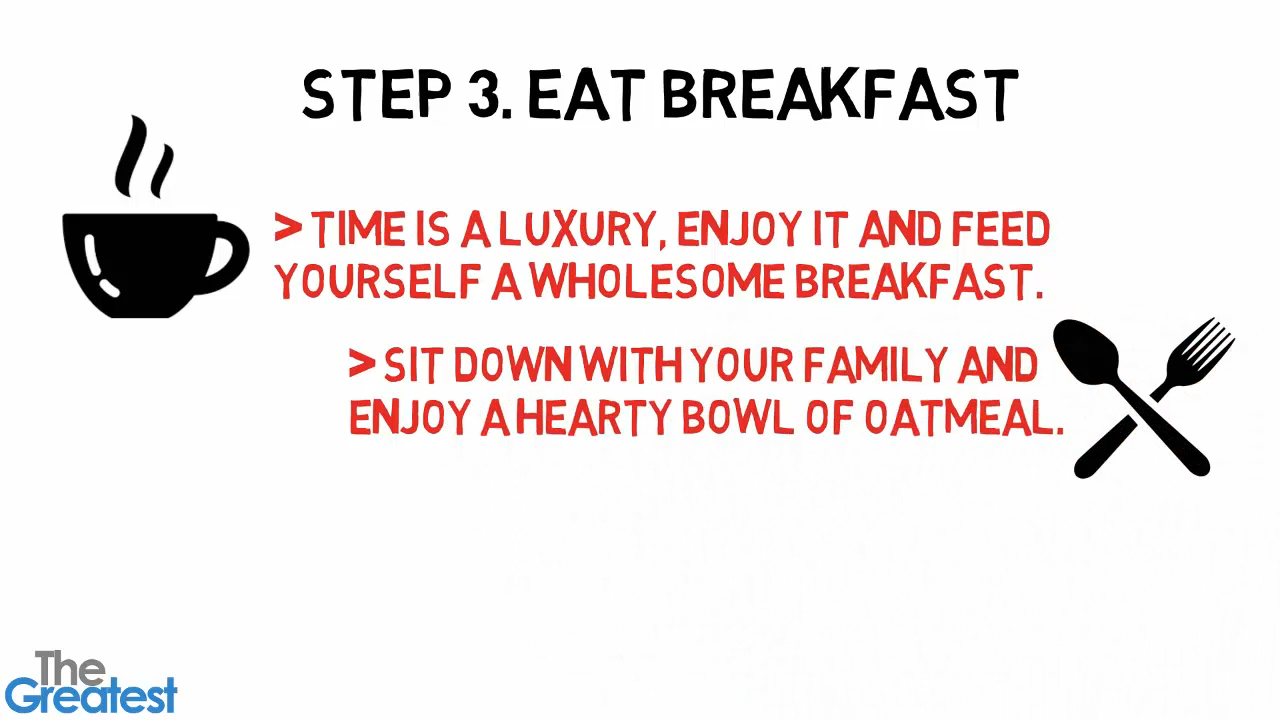 STEP 3. EAT BREAKFAST
> TIME IS A LUXURY, ENJOY IT AND FEED
YOURSELF A WHOLESOME BREAKFAST.
> SIT DOWN WITH YOUR FAMILY AND
ENJOY A HEARTY BOWL OF OATMEAL.
The
Greatest